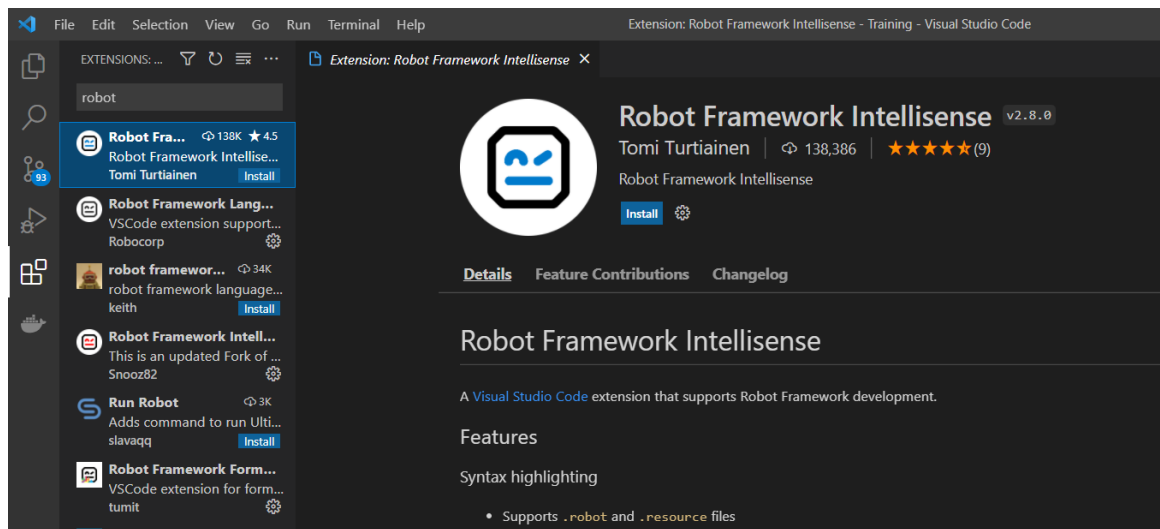 File Edit Selection View Go Run Terminal Help
Extension: Robot Framework Intellisense - Training - Visual Studio Code
EXTENSIONS: ...
Extension: Robot Framework Intellisense
robot
Robot Fra... 138K ★ 4.5
Robot Framework Intellise...
Tomi Turtiainen Install
Robot Framework Lang...
VSCode extension support...
Robocorp
robot framewor... 34K
robot framework language...
keith Install
Robot Framework Intell...
This is an updated Fork of ...
Snooz82
Run Robot 3K
Adds command to run Ulti...
slavaqq Install
Robot Framework Form...
VSCode extension for form...
tumit
93
Robot Framework Intellisense v2.8.0
Tomi Turtiainen | 138,386 | ★★★★★(9)
Robot Framework Intellisense
Install
Details Feature Contributions Changelog
Robot Framework Intellisense
A Visual Studio Code extension that supports Robot Framework development.
Features
Syntax highlighting
• Supports .robot and .resource files